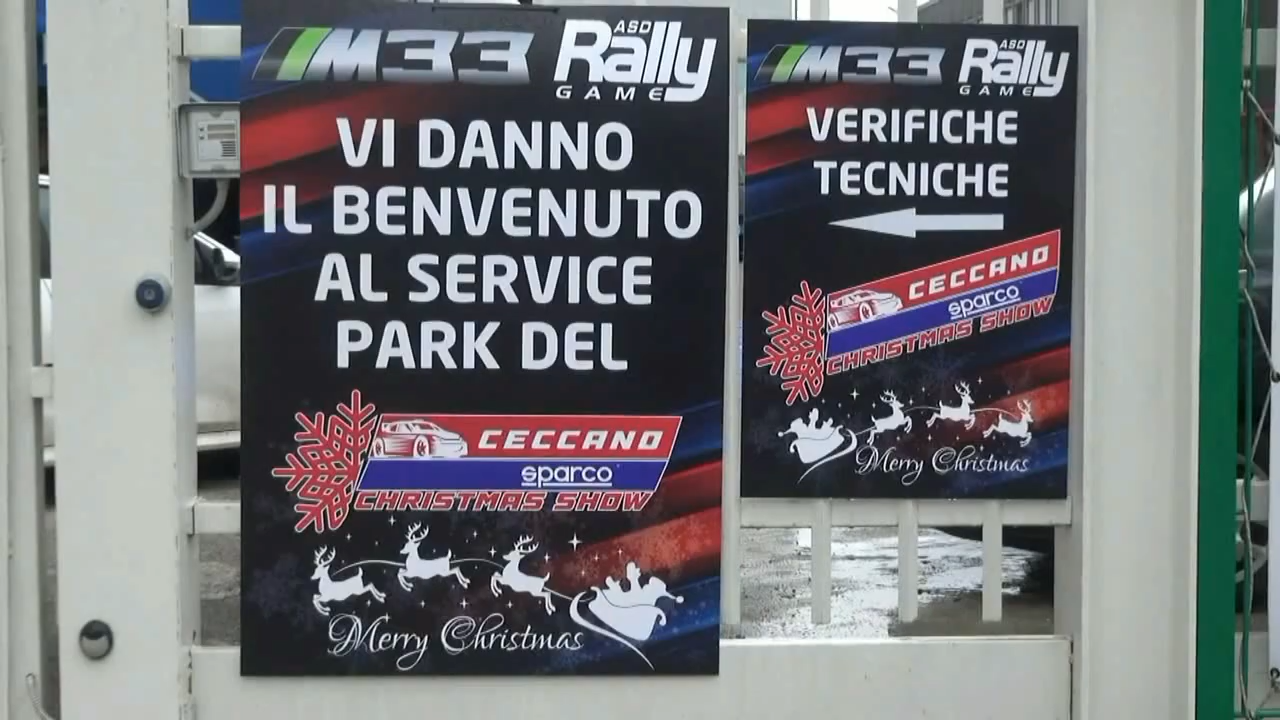 M33 ASD Rally GAME
VI DANNO
IL BENVENUTO
AL SERVICE
PARK DEL
CECCANO
sparco
CHRISTMAS SHOW
Merry Christmas
M33 ASD Rally GAME
VERIFICHE
TECNICHE
CECCANO
sparco
CHRISTMAS SHOW
Merry Christmas